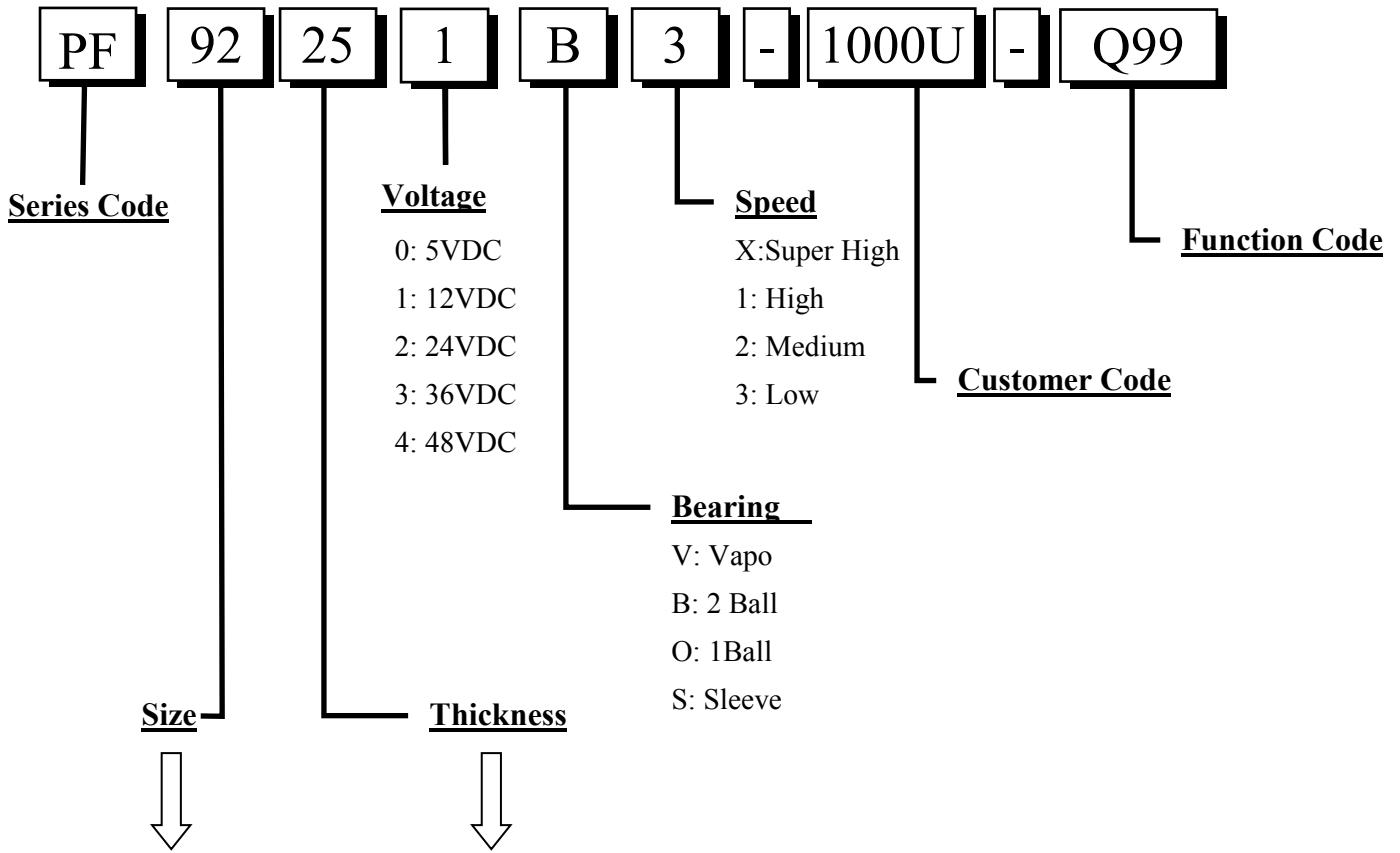 PF 92 25 1 B 3 - 1000U - Q99
Series Code
Voltage
0: 5VDC
1: 12VDC
2: 24VDC
3: 36VDC
4: 48VDC
Speed
X:Super High
1: High
2: Medium
3: Low
Function Code
Customer Code
Bearing
V: Vapo
B: 2 Ball
O: 1Ball
S: Sleeve
Size
Thickness